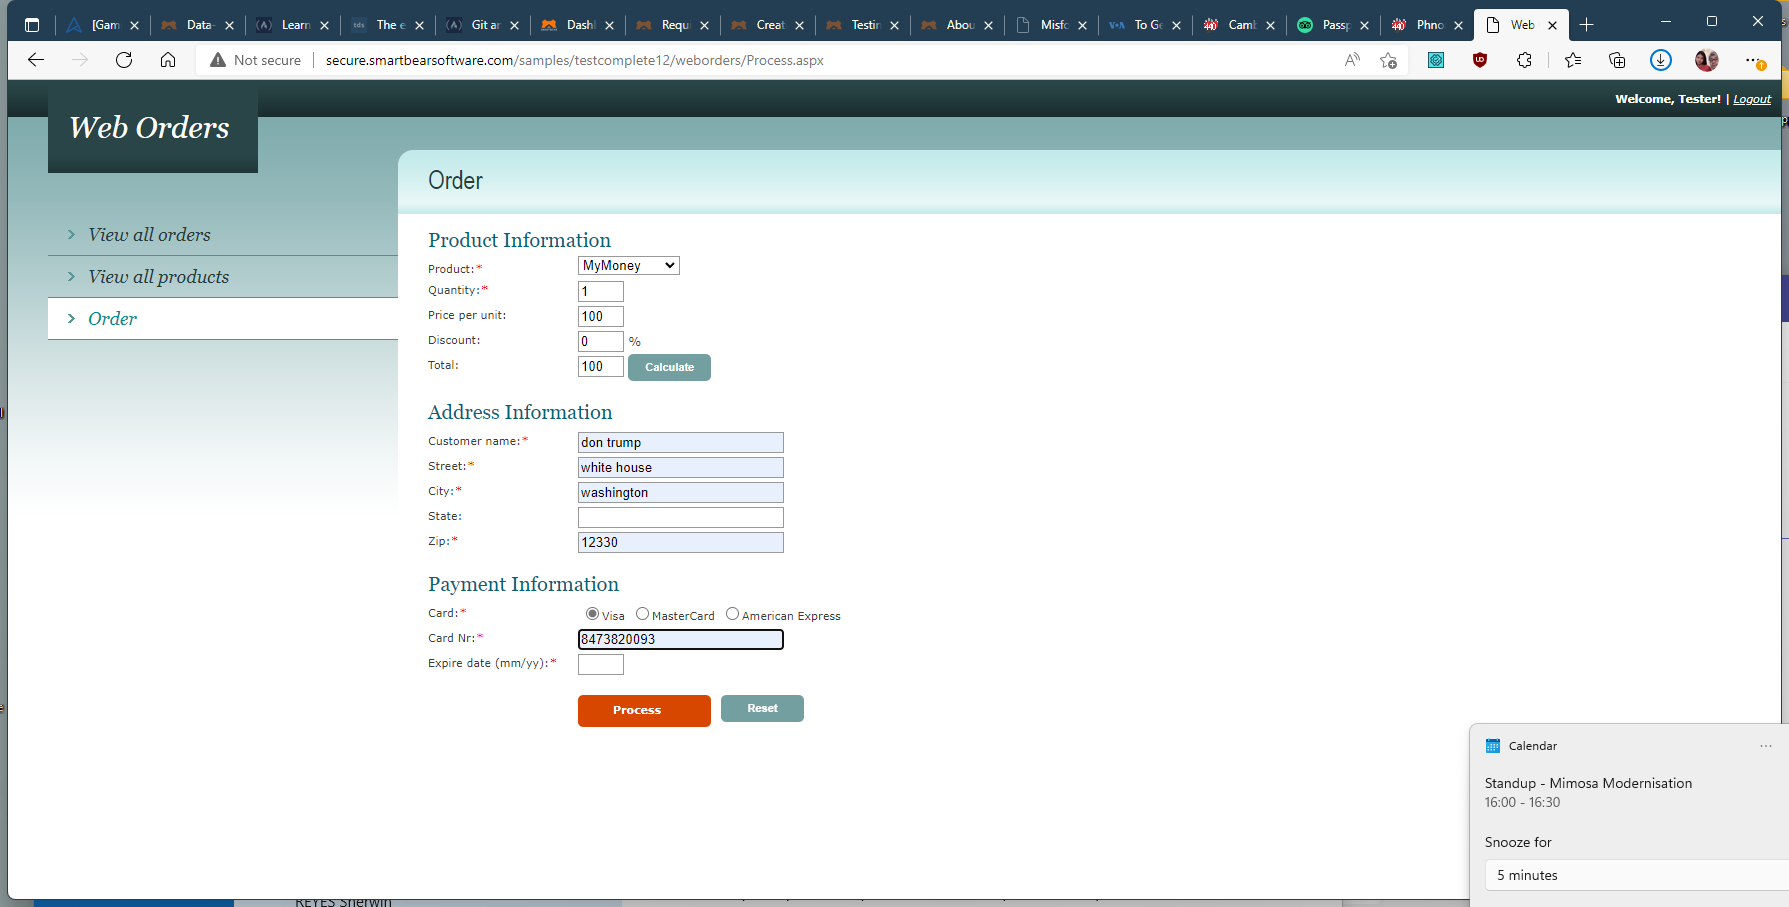 [Gam
Data-
Learn
The e
Git an
Dash
Requ
Creat
Testin
Abou
Misfo
To Ge
Camb
Passp
Phno
Web
Not secure
secure.smartbearsoftware.com/samples/testcomplete12/weborders/Process.aspx
Welcome, Tester! | Logout
Web Orders
View all orders
View all products
Order
Order
Product Information
Product:* MyMoney
Quantity:* 1
Price per unit: 100
Discount: 0 %
Total: 100 Calculate
Address Information
Customer name:* don trump
Street:* white house
City:* washington
State:
Zip:* 12330
Payment Information
Card:* Visa MasterCard American Express
Card Nr:* 8473820093
Expire date (mm/yy):*
Process Reset
Calendar
Standup - Mimosa Modernisation
16:00 - 16:30
Snooze for
5 minutes
REYES Sherwin